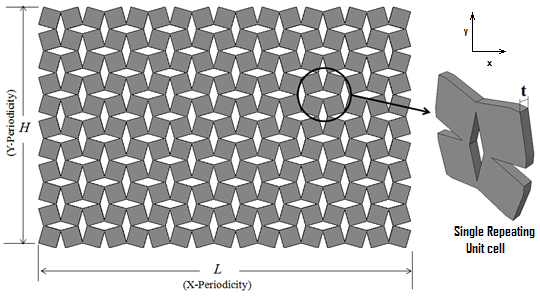 Y
x
t
H
(Y-Periodicity)
L
(X-Periodicity)
Single Repeating
Unit cell